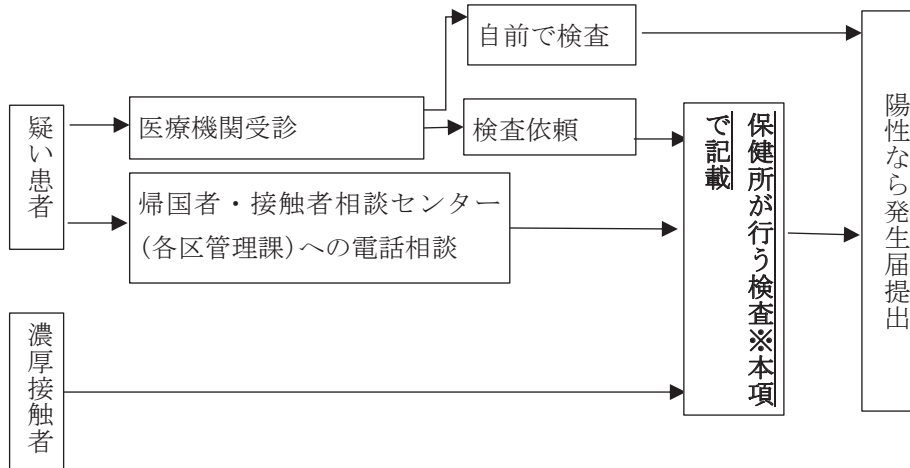 自前で検査
疑い患者
医療機関受診
検査依頼
帰国者・接触者相談センター
(各区管理課)への電話相談
濃厚接触者
保健所が行う検査※本項
で記載
陽性なら発生届提出